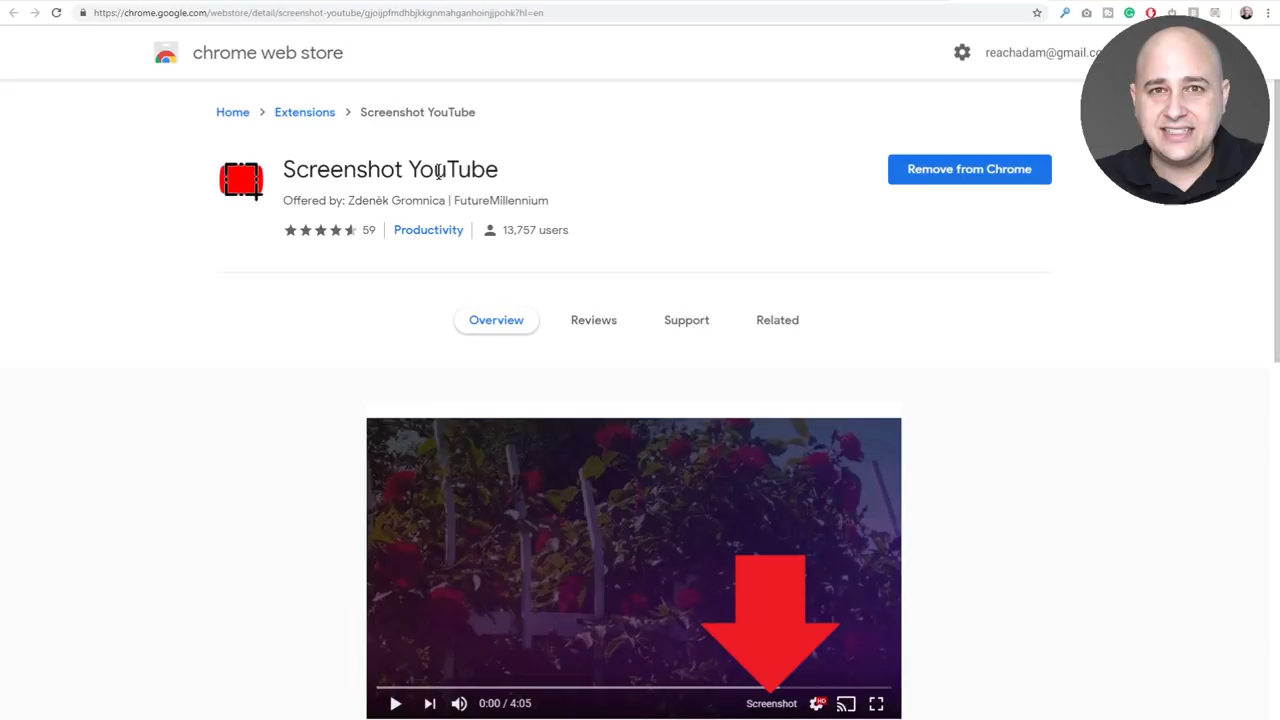 https://chrome.google.com/webstore/detail/screenshot-youtube/gjoijpfmdhbjkkgnmahganhoinjjpohk?hl=en
chrome web store
reachadam@gmail.co
Home > Extensions > Screenshot YouTube
Screenshot YouTube
Remove from Chrome
Offered by: Zdeněk Gromnica | FutureMillennium
59 Productivity 13,757 users
Overview Reviews Support Related
0:00 / 4:05 Screenshot HD